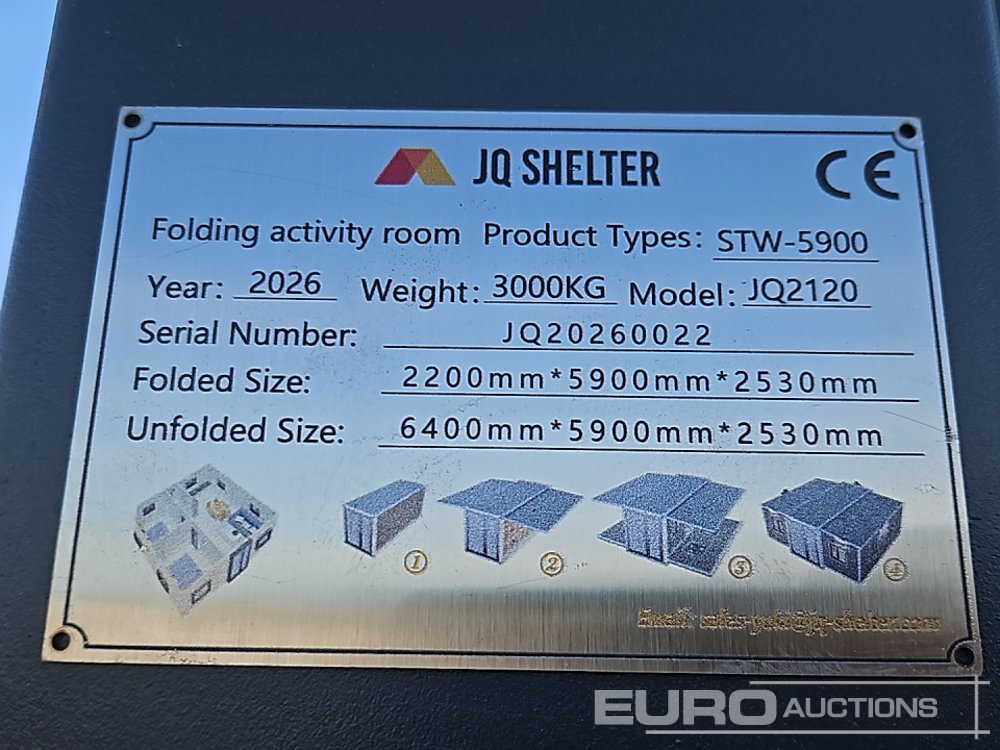 JQ SHELTER
CE
Folding activity room Product Types: STW-5900
Year: 2026 Weight: 3000KG Model: JQ2120
Serial Number: JQ20260022
Folded Size: 2200mm*5900mm*2530mm
Unfolded Size: 6400mm*5900mm*2530mm
1 2 3 4
Email:
EURO AUCTIONS